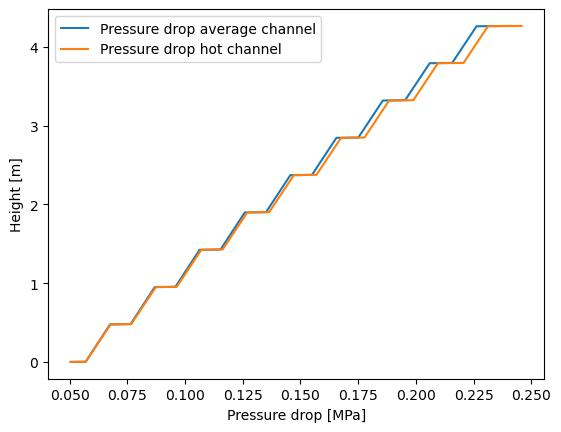 Pressure drop average channel
Pressure drop hot channel
Height [m]
4
3
2
1
0
0.050 0.075 0.100 0.125 0.150 0.175 0.200 0.225 0.250
Pressure drop [MPa]